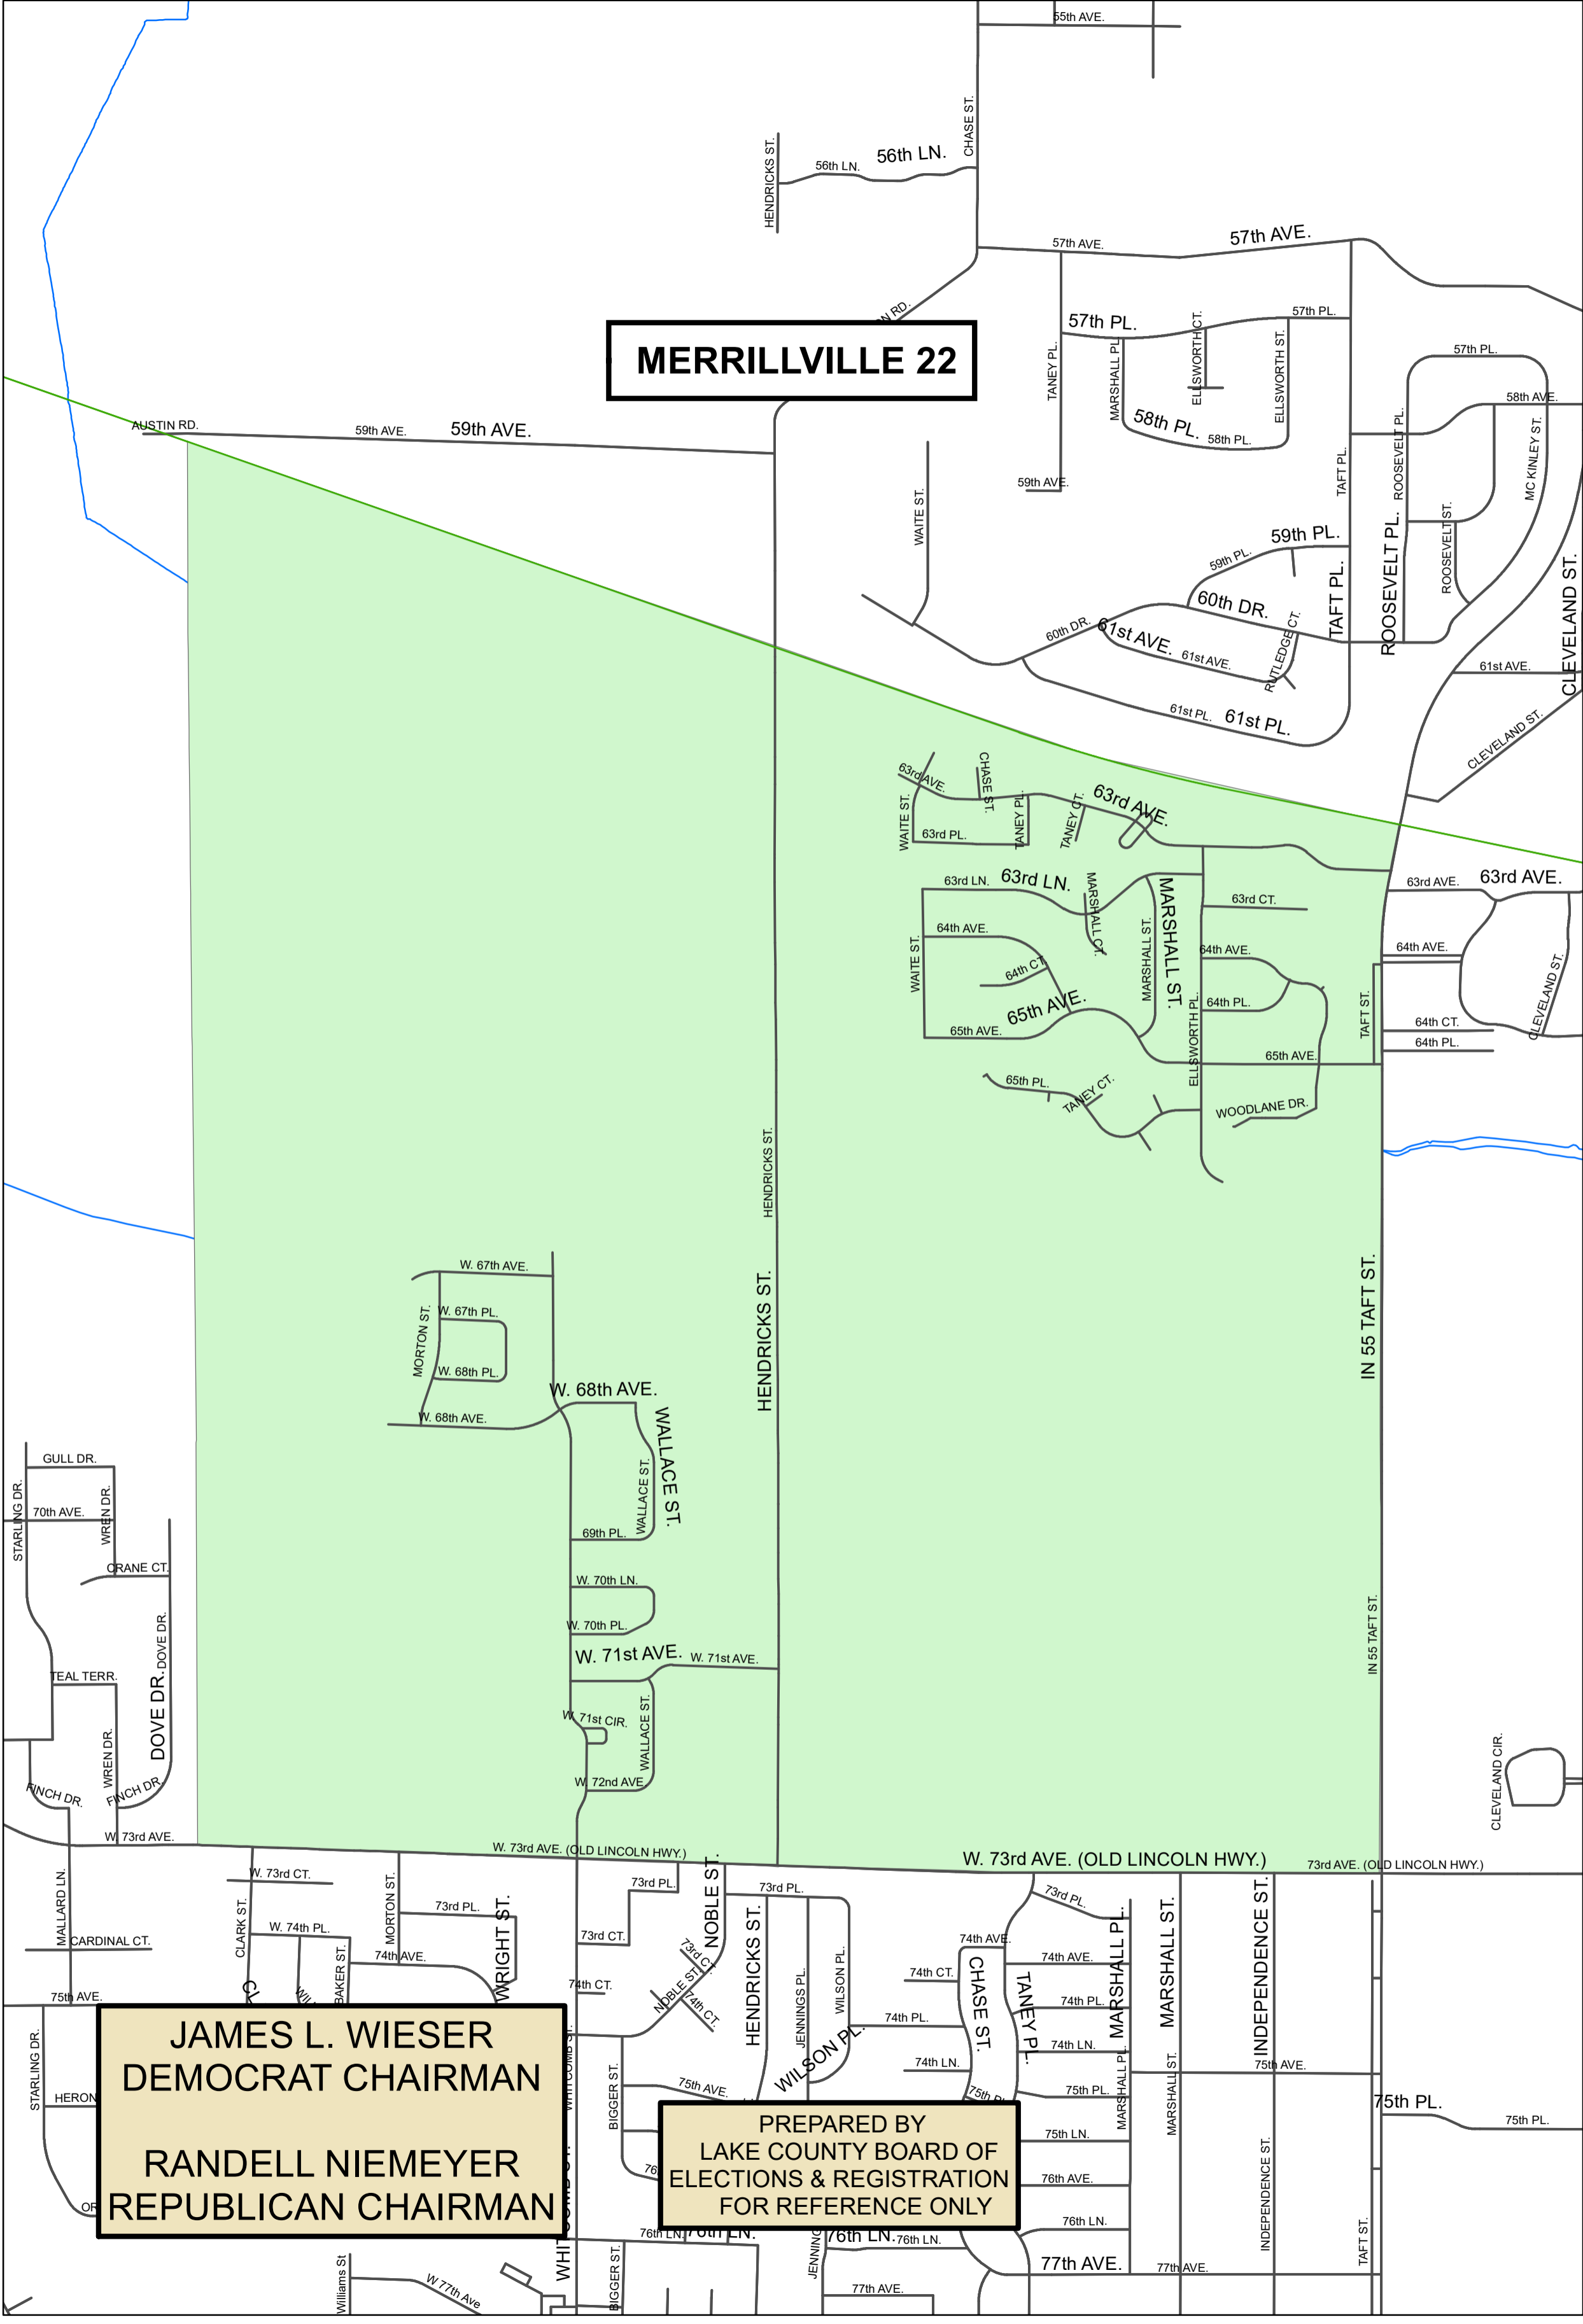 55th AVE.
CHASE ST.
HENDRICKS ST.
56th LN.
56th LN.
57th AVE.
57th AVE.
MERRILLVILLE 22
57th PL.
57th PL.
TANEY PL.
MARSHALL PL.
ELLSWORTH CT.
ELLSWORTH ST.
57th PL.
58th AVE.
58th PL.
58th PL.
AUSTIN RD.
59th AVE.
59th AVE.
59th AVE.
WAITE ST.
TAFT PL.
ROOSEVELT PL.
MC KINLEY ST.
ROOSEVELT ST.
59th PL.
59th PL.
60th DR.
60th DR.
TAFT PL.
ROOSEVELT PL.
CLEVELAND ST.
61st AVE.
61st AVE.
RUTLEDGE CT.
61st AVE.
61st PL.
61st PL.
CLEVELAND ST.
63rd AVE.
CHASE ST.
63rd AVE.
WAITE ST.
63rd PL.
TANEY PL.
TANEY CT.
63rd LN.
63rd LN.
MARSHALL CT.
MARSHALL ST.
MARSHALL ST.
63rd CT.
63rd AVE.
63rd AVE.
64th AVE.
64th AVE.
64th AVE.
WAITE ST.
64th CT.
64th PL.
65th AVE.
65th AVE.
65th AVE.
ELLSWORTH PL.
TAFT ST.
64th CT.
64th PL.
CLEVELAND ST.
65th PL.
TANEY CT.
WOODLANE DR.
HENDRICKS ST.
HENDRICKS ST.
IN 55 TAFT ST.
IN 55 TAFT ST.
W. 67th AVE.
W. 67th PL.
MORTON ST.
W. 68th PL.
W. 68th AVE.
W. 68th AVE.
WALLACE ST.
WALLACE ST.
69th PL.
W. 70th LN.
W. 70th PL.
W. 71st AVE.
W. 71st AVE.
W. 71st CIR.
WALLACE ST.
W. 72nd AVE.
GULL DR.
STARLING DR.
70th AVE.
WREN DR.
CRANE CT.
DOVE DR.
DOVE DR.
TEAL TERR.
WREN DR.
FINCH DR.
FINCH DR.
CLEVELAND CIR.
W. 73rd AVE.
W. 73rd AVE. (OLD LINCOLN HWY.)
W. 73rd AVE. (OLD LINCOLN HWY.)
73rd AVE. (OLD LINCOLN HWY.)
MALLARD LN.
W. 73rd CT.
CLARK ST.
MORTON ST.
73rd PL.
WRIGHT ST.
73rd PL.
NOBLE ST.
73rd PL.
73rd PL.
CARDINAL CT.
W. 74th PL.
BAKER ST.
74th AVE.
73rd CT.
73rd CT.
NOBLE ST.
74th CT.
74th CT.
HENDRICKS ST.
JENNINGS PL.
WILSON PL.
WILSON PL.
74th AVE.
74th AVE.
74th CT.
74th PL.
74th PL.
74th LN.
74th LN.
CHASE ST.
TANEY PL.
MARSHALL PL.
MARSHALL PL.
MARSHALL ST.
MARSHALL ST.
INDEPENDENCE ST.
INDEPENDENCE ST.
75th AVE.
75th AVE.
75th AVE.
STARLING DR.
HERON
BIGGER ST.
75th PL.
75th PL.
75th PL.
75th LN.
76th AVE.
76th LN.
JAMES L. WIESER
DEMOCRAT CHAIRMAN
RANDELL NIEMEYER
REPUBLICAN CHAIRMAN
PREPARED BY
LAKE COUNTY BOARD OF
ELECTIONS & REGISTRATION
FOR REFERENCE ONLY
76th LN.
76th LN.
76th LN.
76th LN.
77th AVE.
77th AVE.
77th AVE.
TAFT ST.
BIGGER ST.
Williams St
W 77th Ave